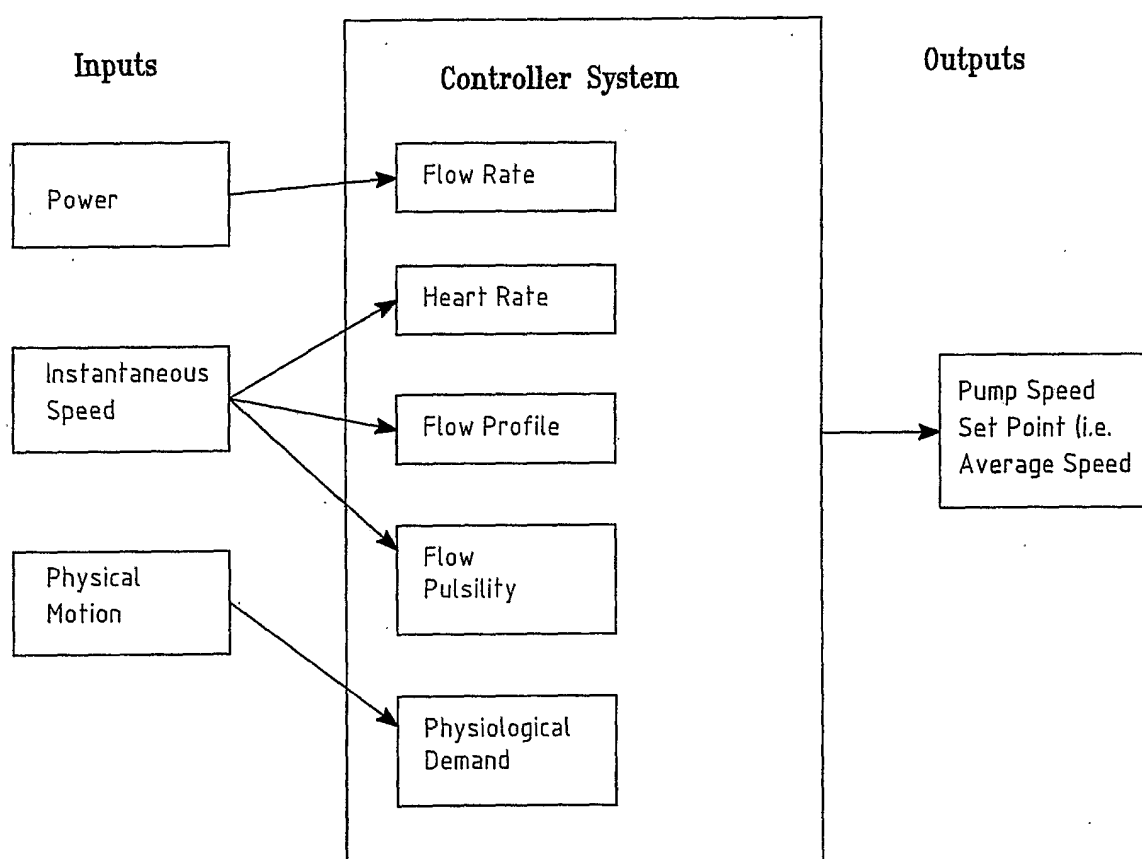 Inputs
Controller System
Outputs
Power
Flow Rate
Heart Rate
Instantaneous
Speed
Flow Profile
Pump Speed
Set Point (i.e.
Average Speed
Flow
Pulsility
Physical
Motion
Physiological
Demand